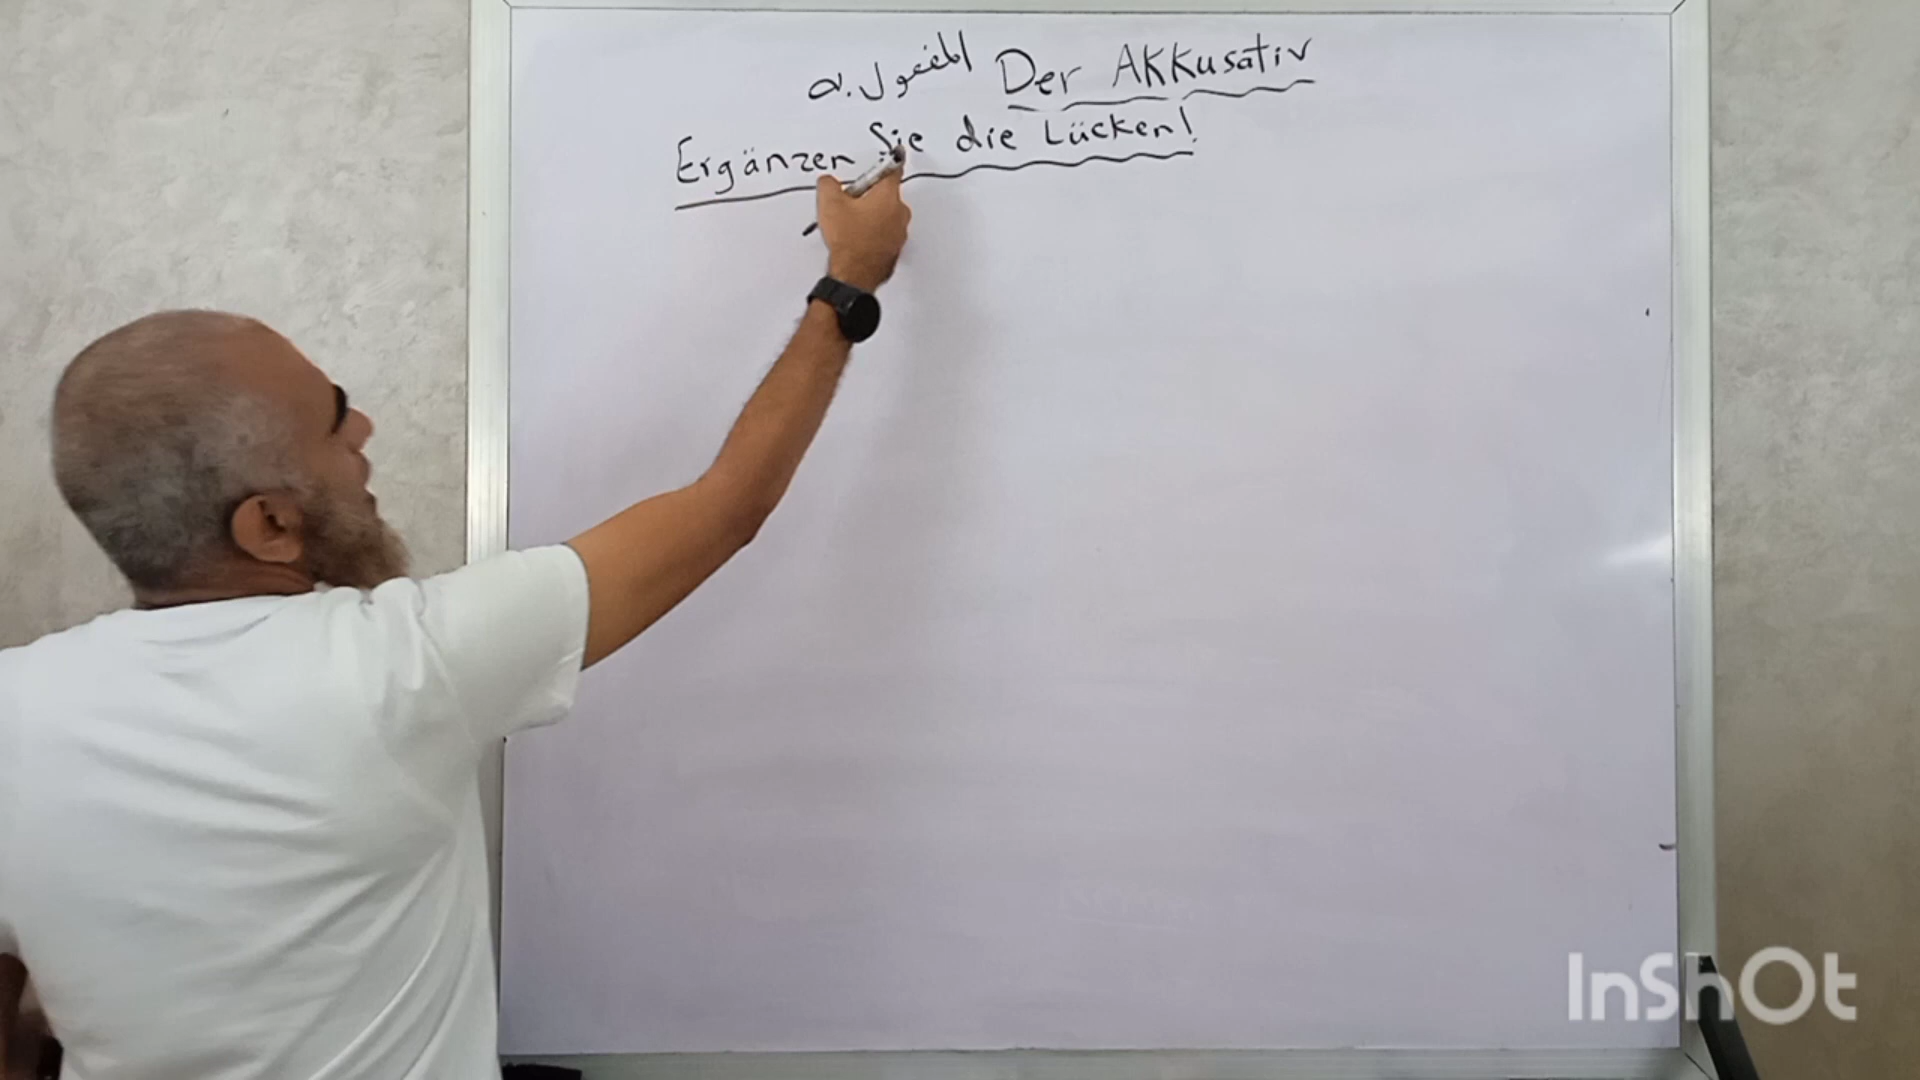 Der Akkusativ المفعول به
Ergänzen Sie die Lücken!
InShOt